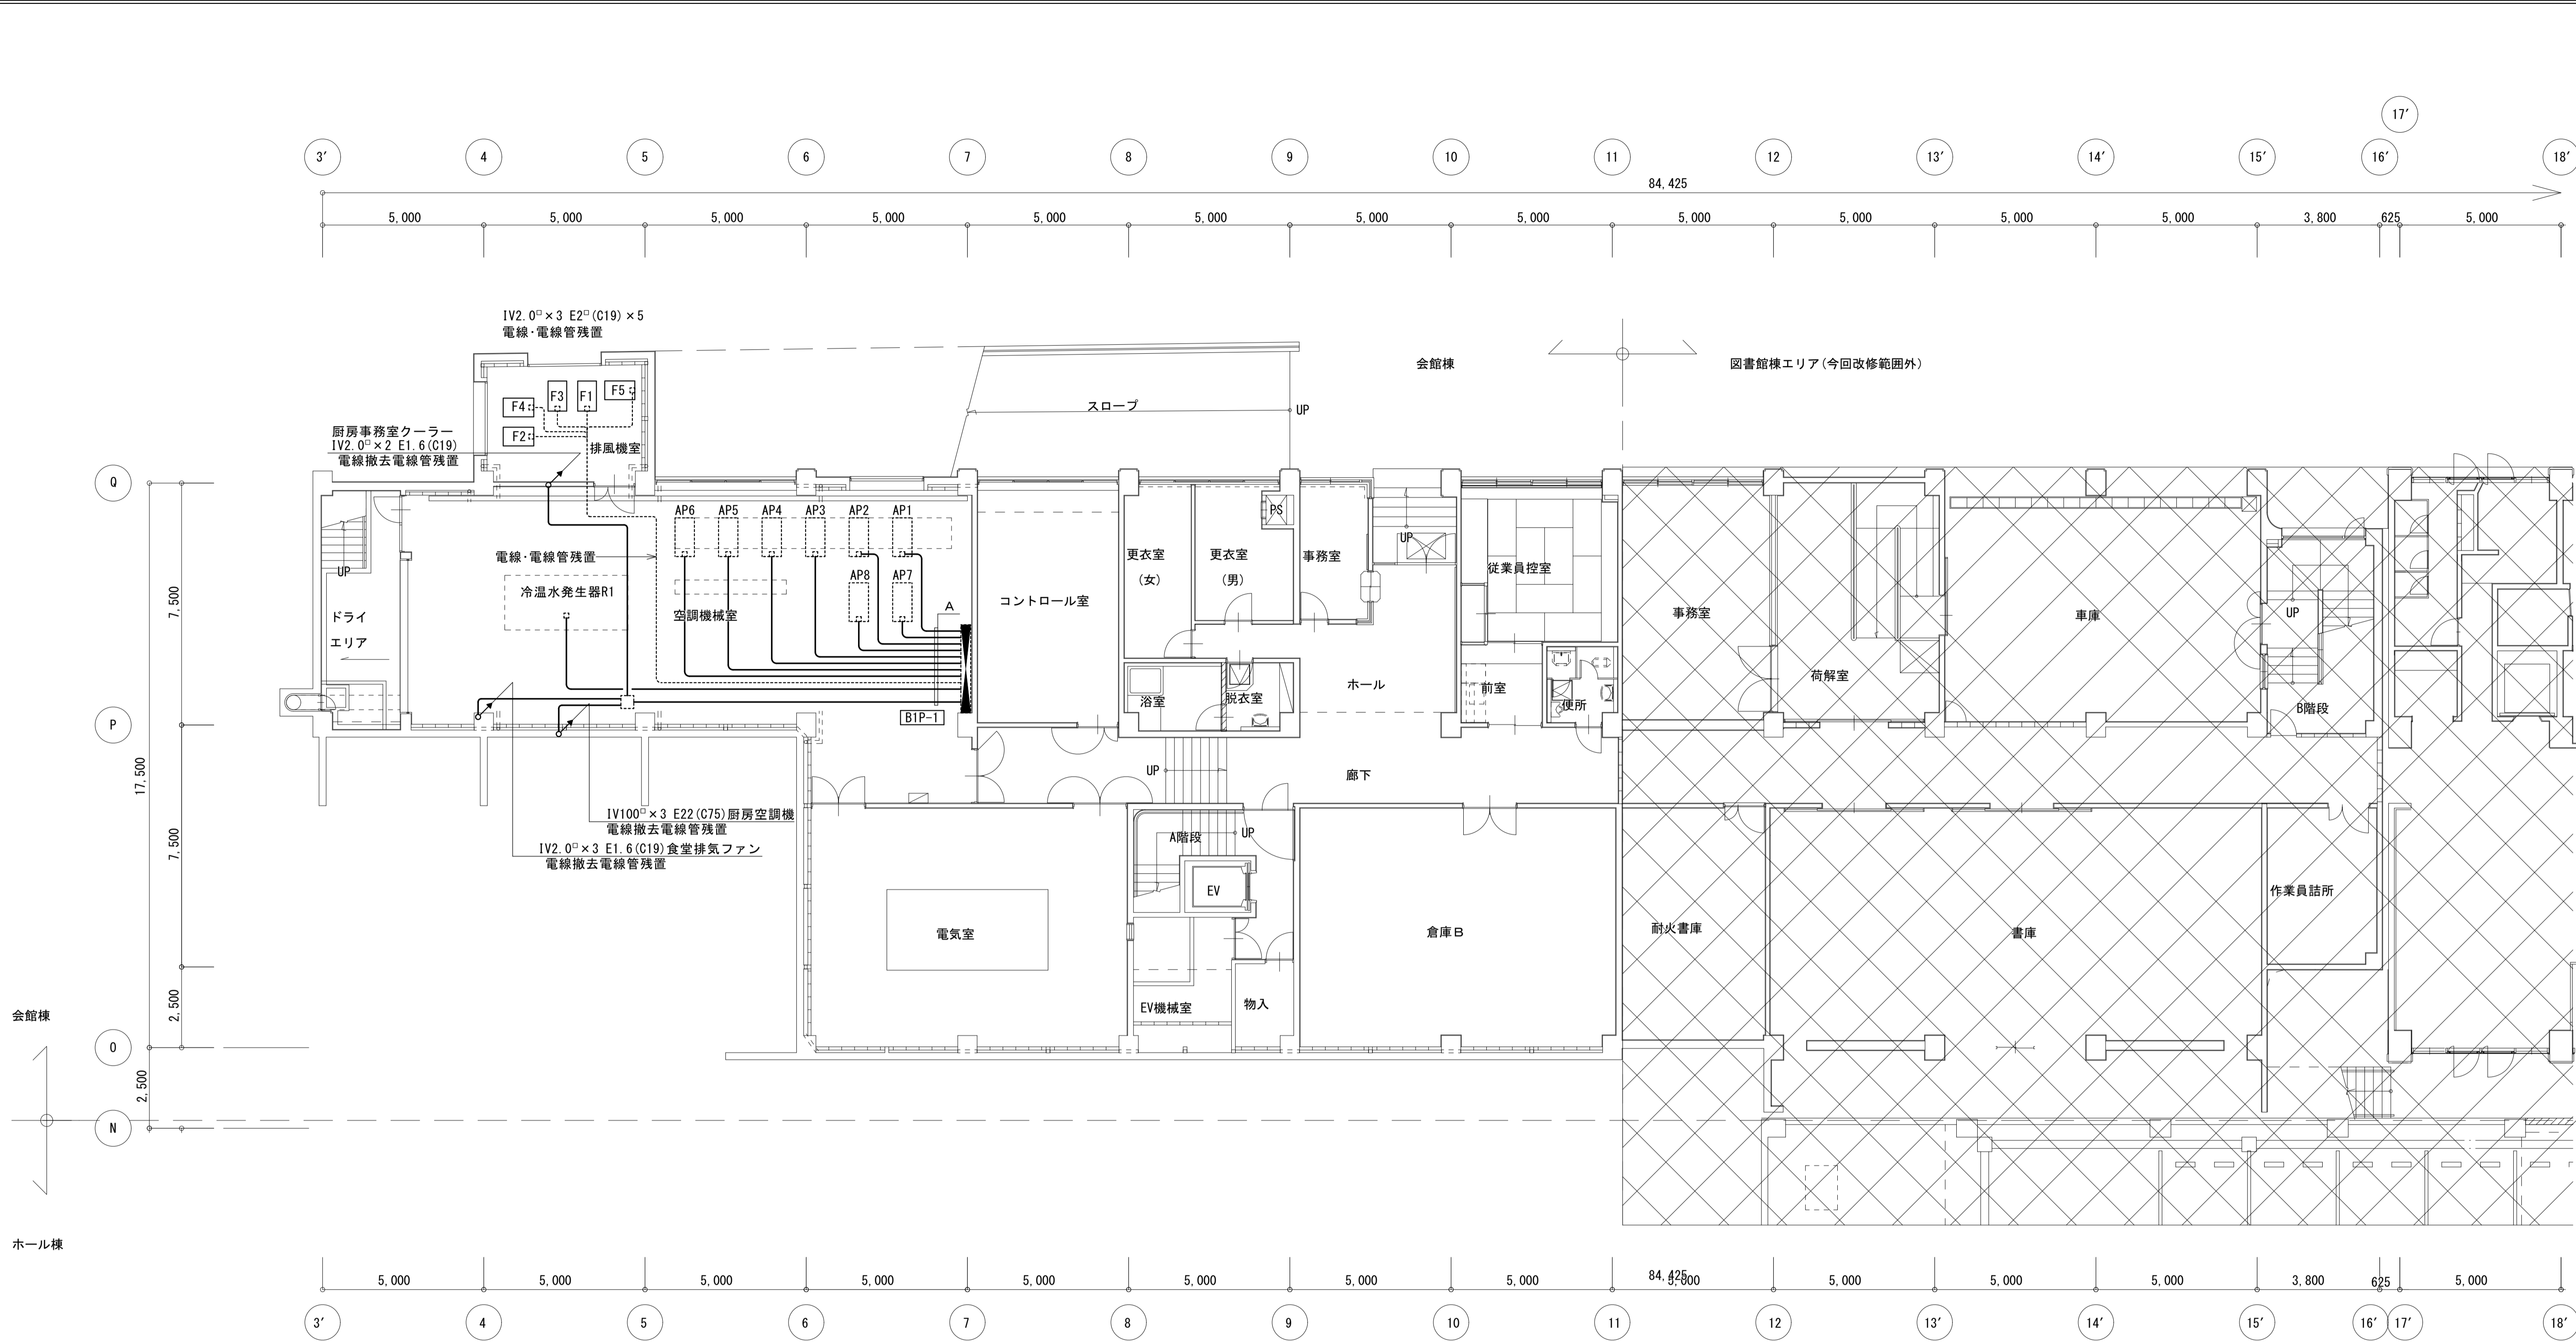 17′
3′ 4 5 6 7 8 9 10 11 12 13′ 14′ 15′ 16′ 18′
84,425
5,000 5,000 5,000 5,000 5,000 5,000 5,000 5,000 5,000 5,000 5,000 5,000 3,800 625 5,000
IV2.0□×3 E2□(C19)×5
電線・電線管残置
会館棟
図書館棟エリア(今回改修範囲外)
F3 F1 F5
F4
F2
スロープ
UP
厨房事務室クーラー
IV2.0□×2 E1.6(C19)
電線撤去電線管残置
排風機室
Q
AP6 AP5 AP4 AP3 AP2 AP1
PS
UP
電線・電線管残置
更衣室
(女)
更衣室
(男)
事務室
従業員控室
UP
AP8 AP7
冷温水発生器R1
空調機械室
A
コントロール室
ドライ
エリア
7,500
事務室
車庫
UP
荷解室
ホール
前室
浴室
脱衣室
便所
B階段
B1P-1
P
17,500
UP
廊下
IV100□×3 E22(C75)厨房空調機
電線撤去電線管残置
IV2.0□×3 E1.6(C19)食堂排気ファン
電線撤去電線管残置
7,500
A階段
UP
EV
作業員詰所
電気室
倉庫B
耐火書庫
書庫
2,500
EV機械室
物入
会館棟
O
2,500
N
ホール棟
5,000 5,000 5,000 5,000 5,000 5,000 5,000 5,000 84,425 5,000 5,000 5,000 5,000 3,800 625 5,000
3′ 4 5 6 7 8 9 10 11 12 13′ 14′ 15′ 16′ 17′ 18′